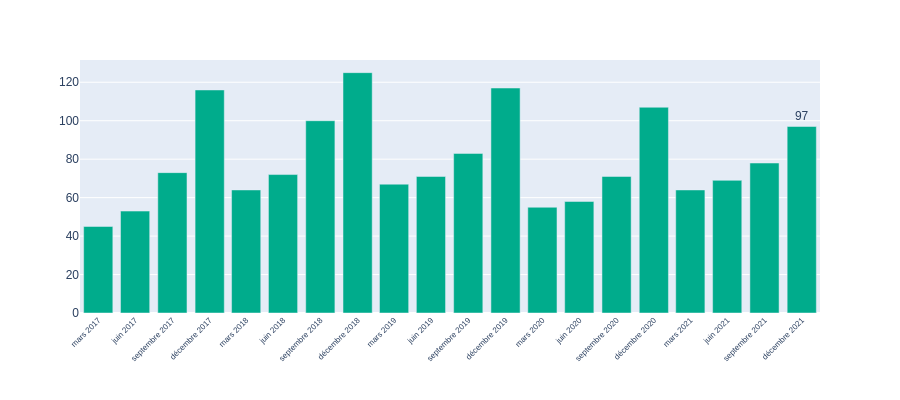 120
100
80
60
40
20
0
97
mars 2017
juin 2017
septembre 2017
décembre 2017
mars 2018
juin 2018
septembre 2018
décembre 2018
mars 2019
juin 2019
septembre 2019
décembre 2019
mars 2020
juin 2020
septembre 2020
décembre 2020
mars 2021
juin 2021
septembre 2021
décembre 2021